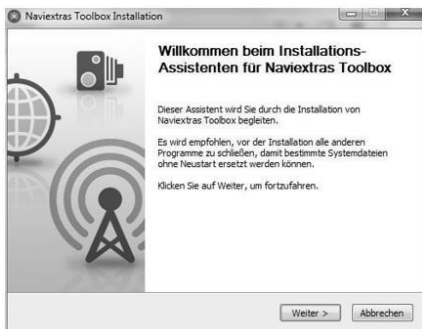 Naviextras Toolbox Installation
Willkommen beim Installations-
Assistenten für Naviextras Toolbox
Dieser Assistent wird Sie durch die Installation von
Naviextras Toolbox begleiten.
Es wird empfohlen, vor der Installation alle anderen
Programme zu schließen, damit bestimmte Systemdateien
ohne Neustart ersetzt werden können.
Klicken Sie auf Weiter, um fortzufahren.
Weiter >
Abbrechen